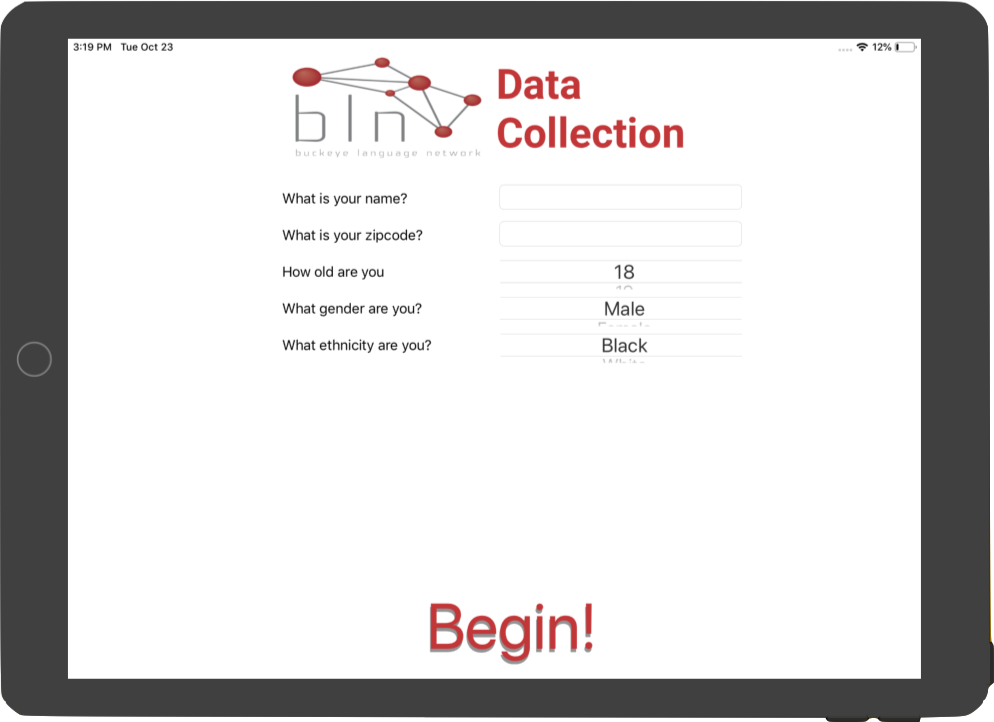 3:19 PM Tue Oct 23
12%
bln
buckeye language network
Data
Collection
What is your name?
What is your zipcode?
How old are you
18
What gender are you?
Male
What ethnicity are you?
Black
Begin!